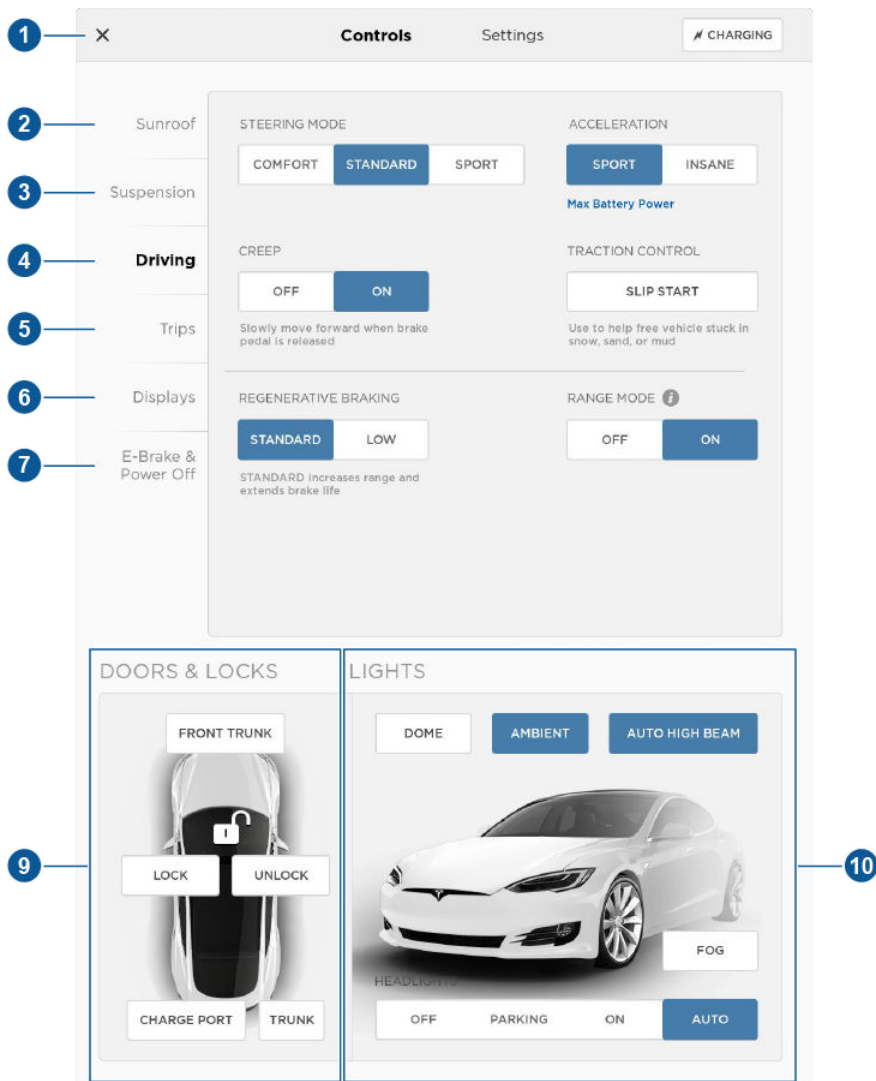 1
Controls
Settings
CHARGING
2
Sunroof
3
Suspension
4
Driving
5
Trips
6
Displays
7
E-Brake &
Power Off
STEERING MODE
COMFORT STANDARD SPORT
ACCELERATION
SPORT INSANE
Max Battery Power
CREEP
OFF ON
Slowly move forward when brake
pedal is released
TRACTION CONTROL
SLIP START
Use to help free vehicle stuck in
snow, sand, or mud
REGENERATIVE BRAKING
STANDARD LOW
STANDARD increases range and
extends brake life
RANGE MODE i
OFF ON
9
DOORS & LOCKS
FRONT TRUNK
LOCK UNLOCK
CHARGE PORT TRUNK
10
LIGHTS
DOME AMBIENT AUTO HIGH BEAM
FOG
HEADLIGHTS
OFF PARKING ON AUTO